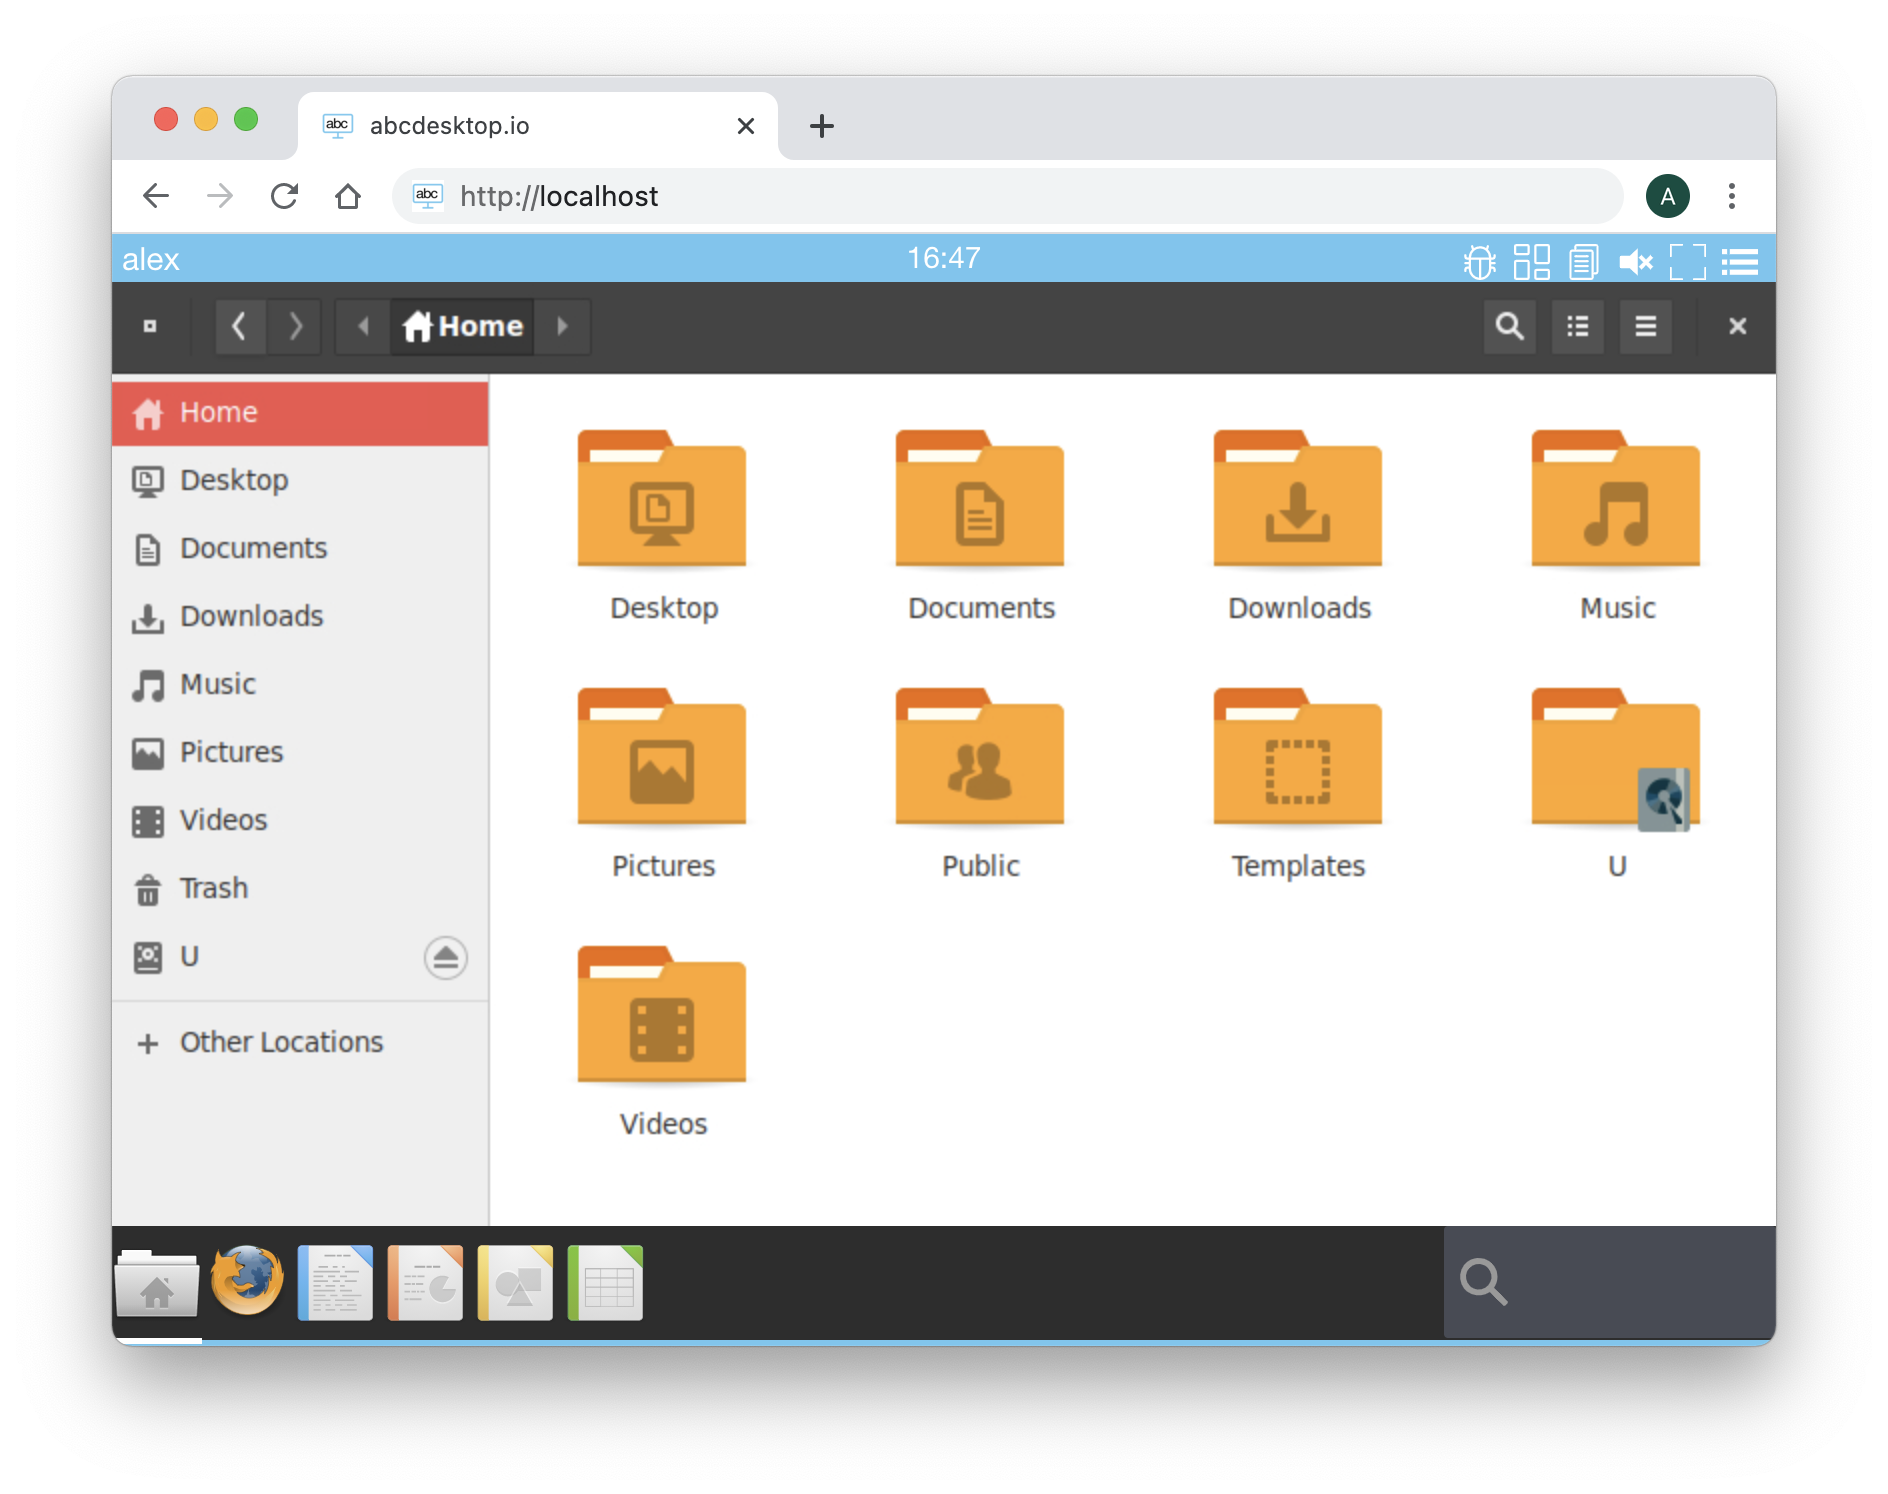 abc abcdesktop.io
abc http://localhost A
alex 16:47
Home
Home
Desktop
Documents
Downloads
Music
Pictures
Videos
Trash
U
Other Locations
Desktop Documents Downloads Music
Pictures Public Templates U
Videos